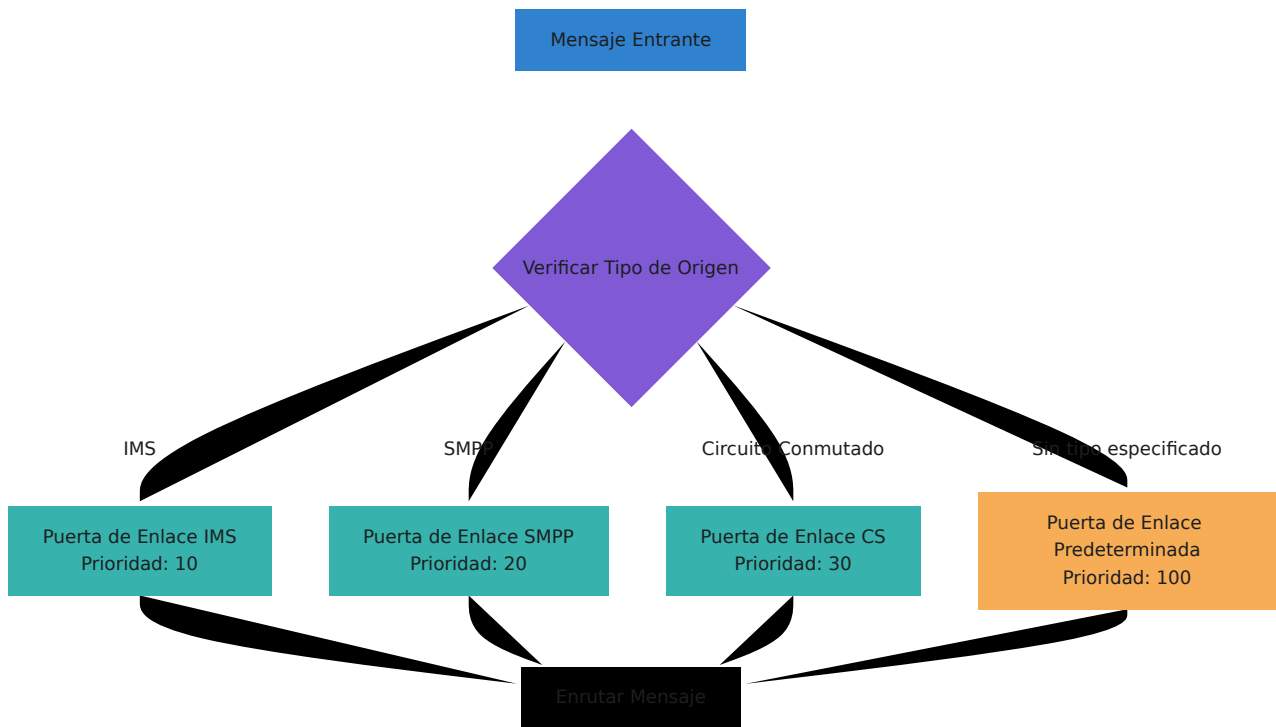 Mensaje Entrante
Verificar Tipo de Origen
IMS
SMPP
Circuito Conmutado
Sin tipo especificado
Puerta de Enlace IMS
Prioridad: 10
Puerta de Enlace SMPP
Prioridad: 20
Puerta de Enlace CS
Prioridad: 30
Puerta de Enlace
Predeterminada
Prioridad: 100
Enrutar Mensaje